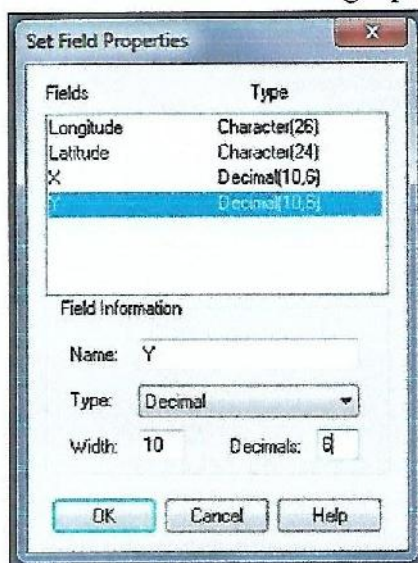 Set Field Properties
Fields Type
Longitude Character(26)
Latitude Character(24)
X Decimal(10,6)
Y Decimal(10,6)
Field Information
Name: Y
Type: Decimal
Width: 10 Decimals: 6
OK Cancel Help